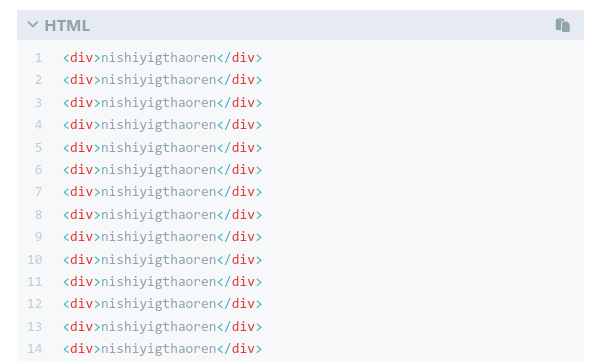 HTML
1 <div>nishiyigthaoren</div>
2 <div>nishiyigthaoren</div>
3 <div>nishiyigthaoren</div>
4 <div>nishiyigthaoren</div>
5 <div>nishiyigthaoren</div>
6 <div>nishiyigthaoren</div>
7 <div>nishiyigthaoren</div>
8 <div>nishiyigthaoren</div>
9 <div>nishiyigthaoren</div>
10 <div>nishiyigthaoren</div>
11 <div>nishiyigthaoren</div>
12 <div>nishiyigthaoren</div>
13 <div>nishiyigthaoren</div>
14 <div>nishiyigthaoren</div>